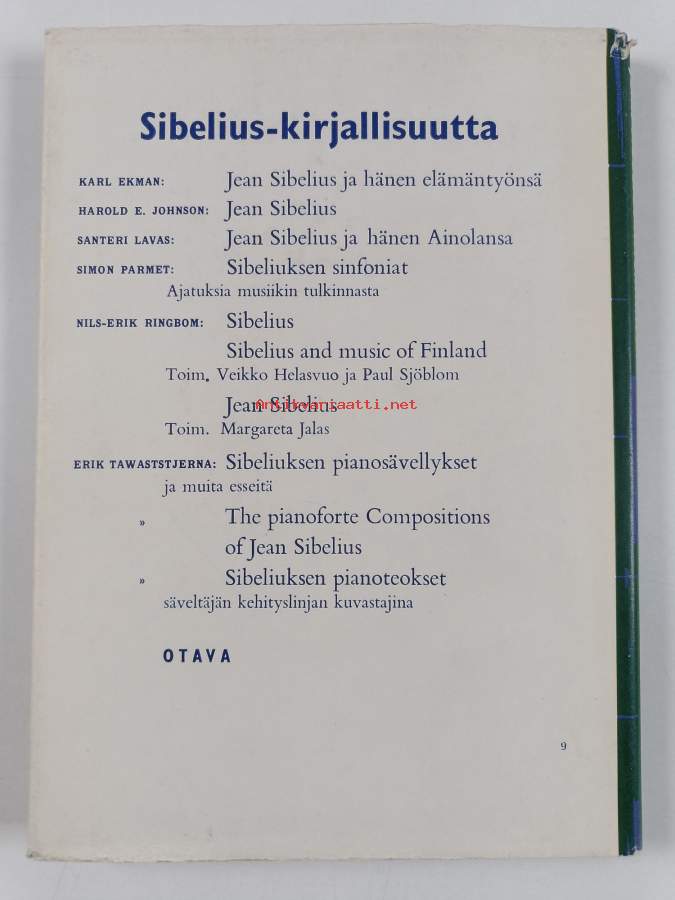 Sibelius-kirjallisuutta
KARL EKMAN: Jean Sibelius ja hänen elämäntyönsä
HAROLD E. JOHNSON: Jean Sibelius
SANTERI LAVAS: Jean Sibelius ja hänen Ainolansa
SIMON PARMET: Sibeliuksen sinfoniat
Ajatuksia musiikin tulkinnasta
NILS-ERIK RINGBOM: Sibelius
Sibelius and music of Finland
Toim. Veikko Helasvuo ja Paul Sjöblom
Jean Sibelius
Antikvariaatti.net
Toim. Margareta Jalas
ERIK TAWASTSTJERNA: Sibeliuksen pianosävellykset
ja muita esseitä
» The pianoforte Compositions
of Jean Sibelius
» Sibeliuksen pianoteokset
säveltäjän kehityslinjan kuvastajina
OTAVA
9